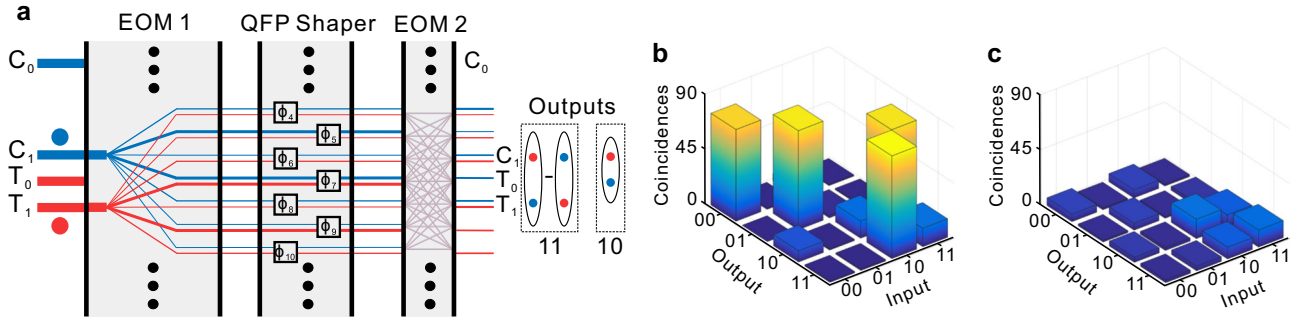 a
EOM 1
QFP Shaper
EOM 2
C₀
C₀
C₁
T₀
T₁
ϕ₄
ϕ₅
ϕ₆
ϕ₇
ϕ₈
ϕ₉
ϕ₁₀
Outputs
C₁
T₀
T₁
-
11
10
b
Coincidences
90
45
0
00
01
10
11
Output
00
01
10
11
Input
c
Coincidences
90
45
0
00
01
10
11
Output
00
01
10
11
Input